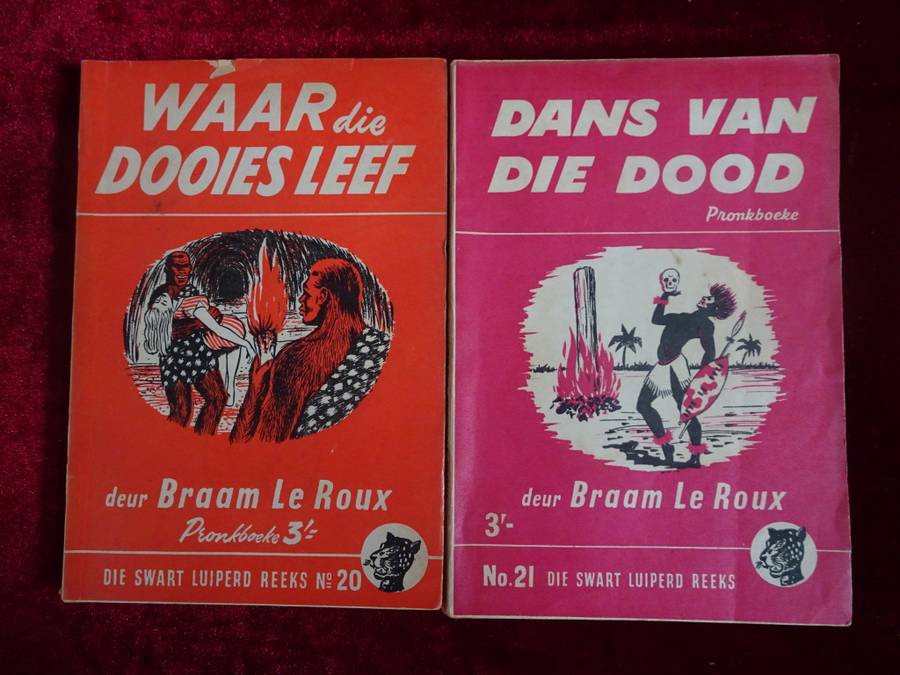 WAAR die
DOOIES LEEF
deur Braam Le Roux
Pronkboeke 3/-
DIE SWART LUIPERD REEKS No 20
DANS VAN
DIE DOOD
Pronkboeke
deur Braam Le Roux
3/-
No. 21 DIE SWART LUIPERD REEKS